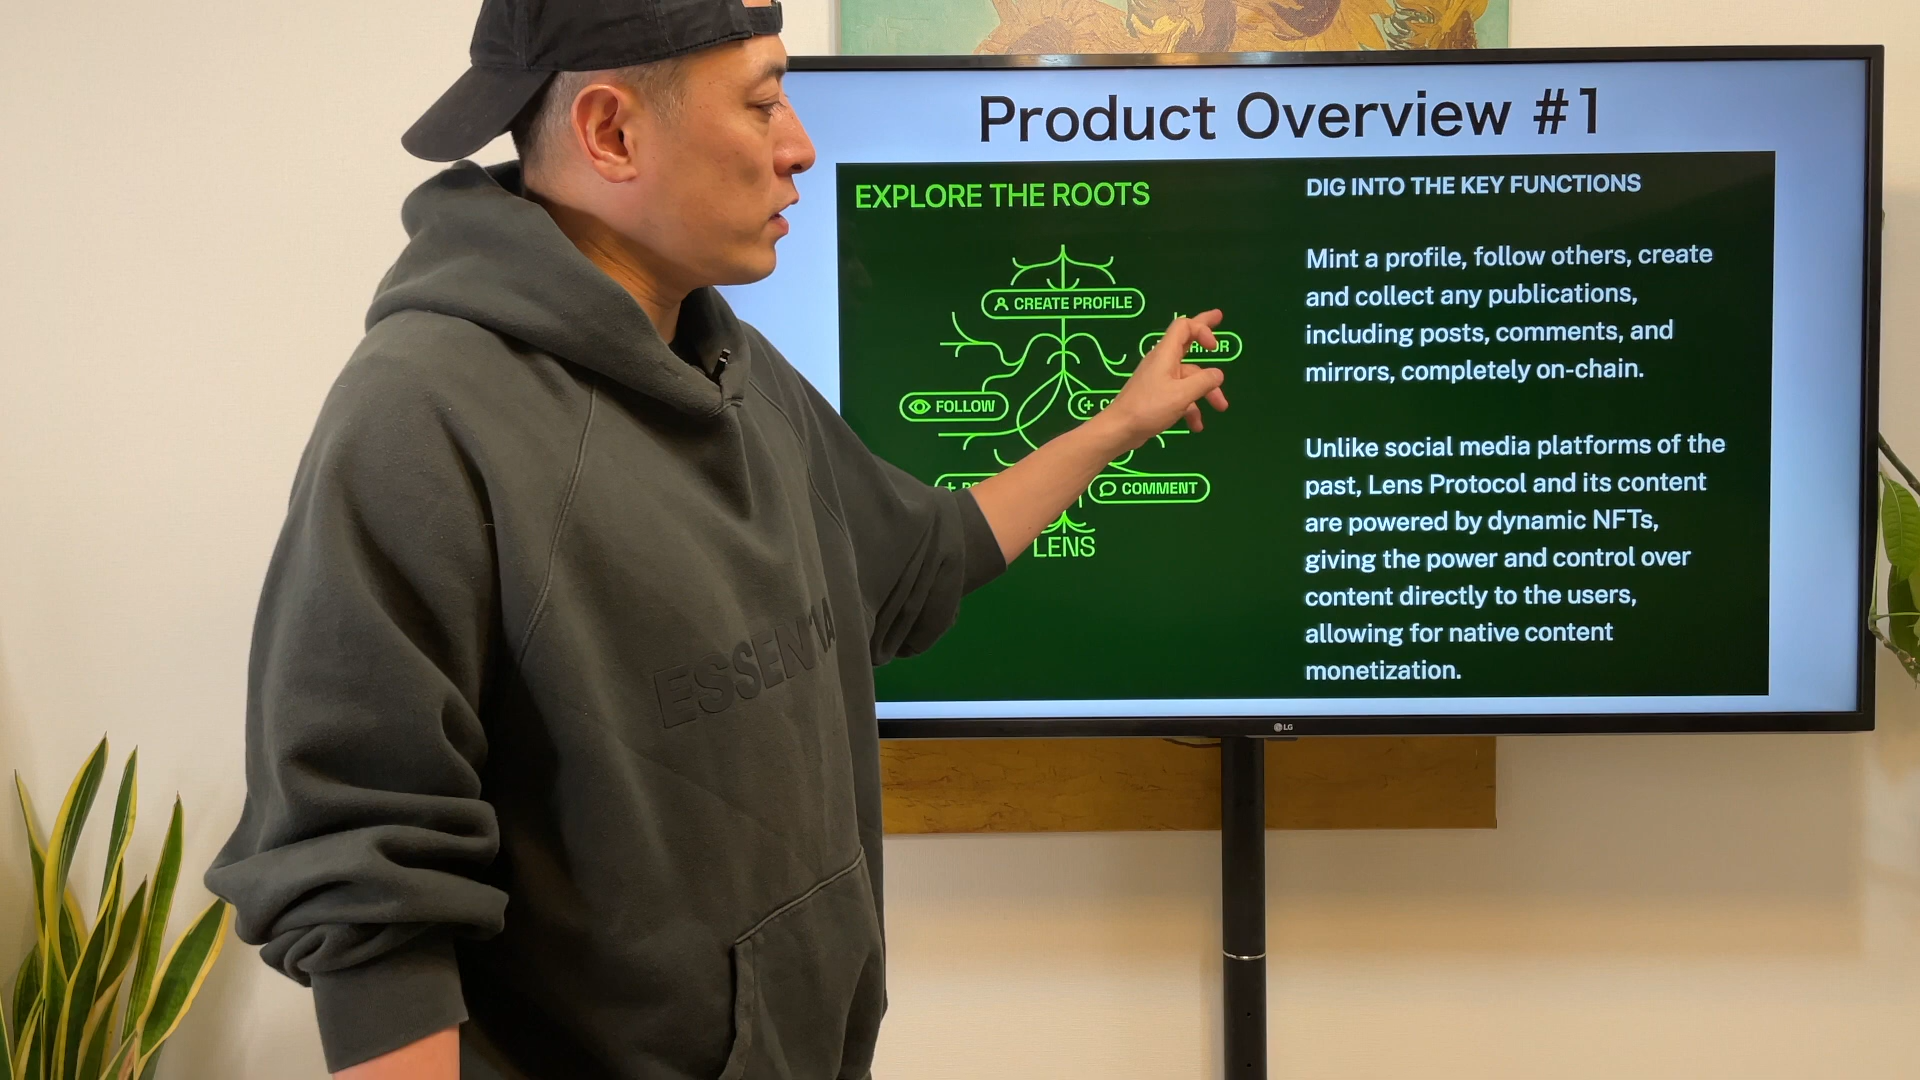 Product Overview #1
EXPLORE THE ROOTS
CREATE PROFILE
FOLLOW
COMMENT
LENS
DIG INTO THE KEY FUNCTIONS
Mint a profile, follow others, create
and collect any publications,
including posts, comments, and
mirrors, completely on-chain.
Unlike social media platforms of the
past, Lens Protocol and its content
are powered by dynamic NFTs,
giving the power and control over
content directly to the users,
allowing for native content
monetization.
LG